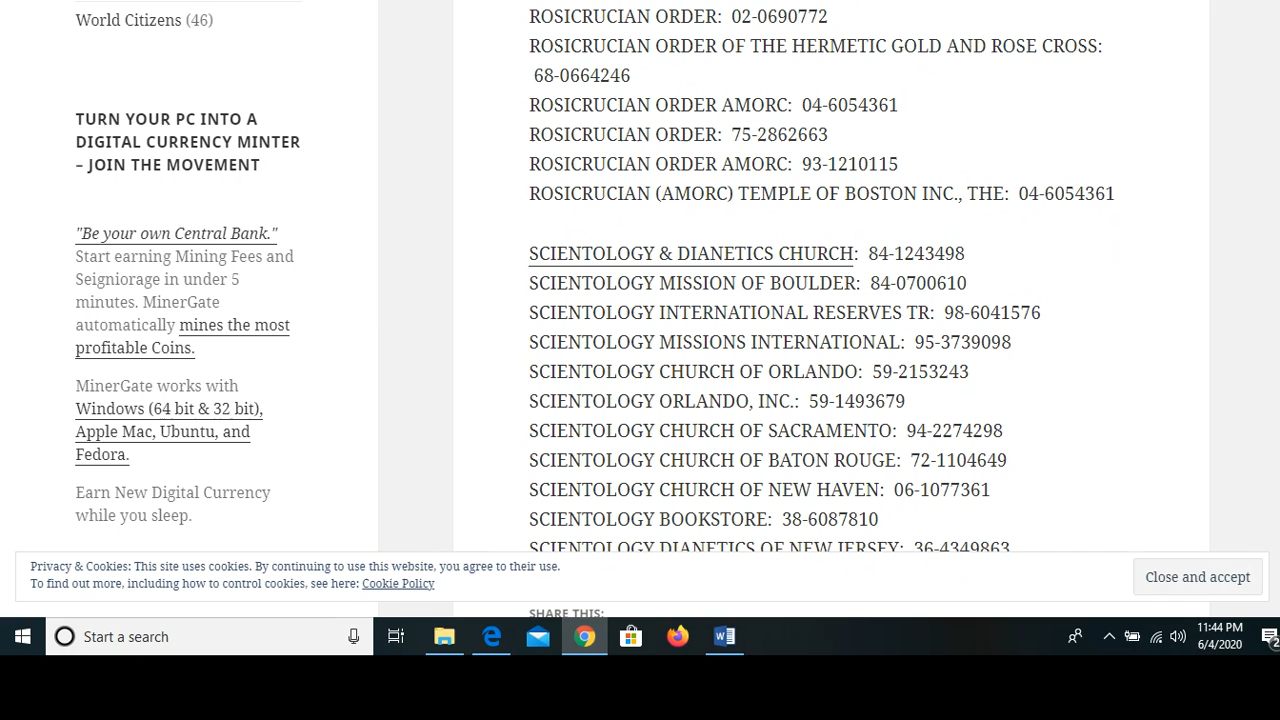 World Citizens (46)
TURN YOUR PC INTO A
DIGITAL CURRENCY MINTER
– JOIN THE MOVEMENT
"Be your own Central Bank."
Start earning Mining Fees and
Seigniorage in under 5
minutes. MinerGate
automatically mines the most
profitable Coins.
MinerGate works with
Windows (64 bit & 32 bit),
Apple Mac, Ubuntu, and
Fedora.
Earn New Digital Currency
while you sleep.
ROSICRUCIAN ORDER: 02-0690772
ROSICRUCIAN ORDER OF THE HERMETIC GOLD AND ROSE CROSS:
68-0664246
ROSICRUCIAN ORDER AMORC: 04-6054361
ROSICRUCIAN ORDER: 75-2862663
ROSICRUCIAN ORDER AMORC: 93-1210115
ROSICRUCIAN (AMORC) TEMPLE OF BOSTON INC., THE: 04-6054361
SCIENTOLOGY & DIANETICS CHURCH: 84-1243498
SCIENTOLOGY MISSION OF BOULDER: 84-0700610
SCIENTOLOGY INTERNATIONAL RESERVES TR: 98-6041576
SCIENTOLOGY MISSIONS INTERNATIONAL: 95-3739098
SCIENTOLOGY CHURCH OF ORLANDO: 59-2153243
SCIENTOLOGY ORLANDO, INC.: 59-1493679
SCIENTOLOGY CHURCH OF SACRAMENTO: 94-2274298
SCIENTOLOGY CHURCH OF BATON ROUGE: 72-1104649
SCIENTOLOGY CHURCH OF NEW HAVEN: 06-1077361
SCIENTOLOGY BOOKSTORE: 38-6087810
SCIENTOLOGY DIANETICS OF NEW JERSEY: 36-4349863
Privacy & Cookies: This site uses cookies. By continuing to use this website, you agree to their use.
To find out more, including how to control cookies, see here: Cookie Policy
Close and accept
SHARE THIS:
Start a search
11:44 PM
6/4/2020
2